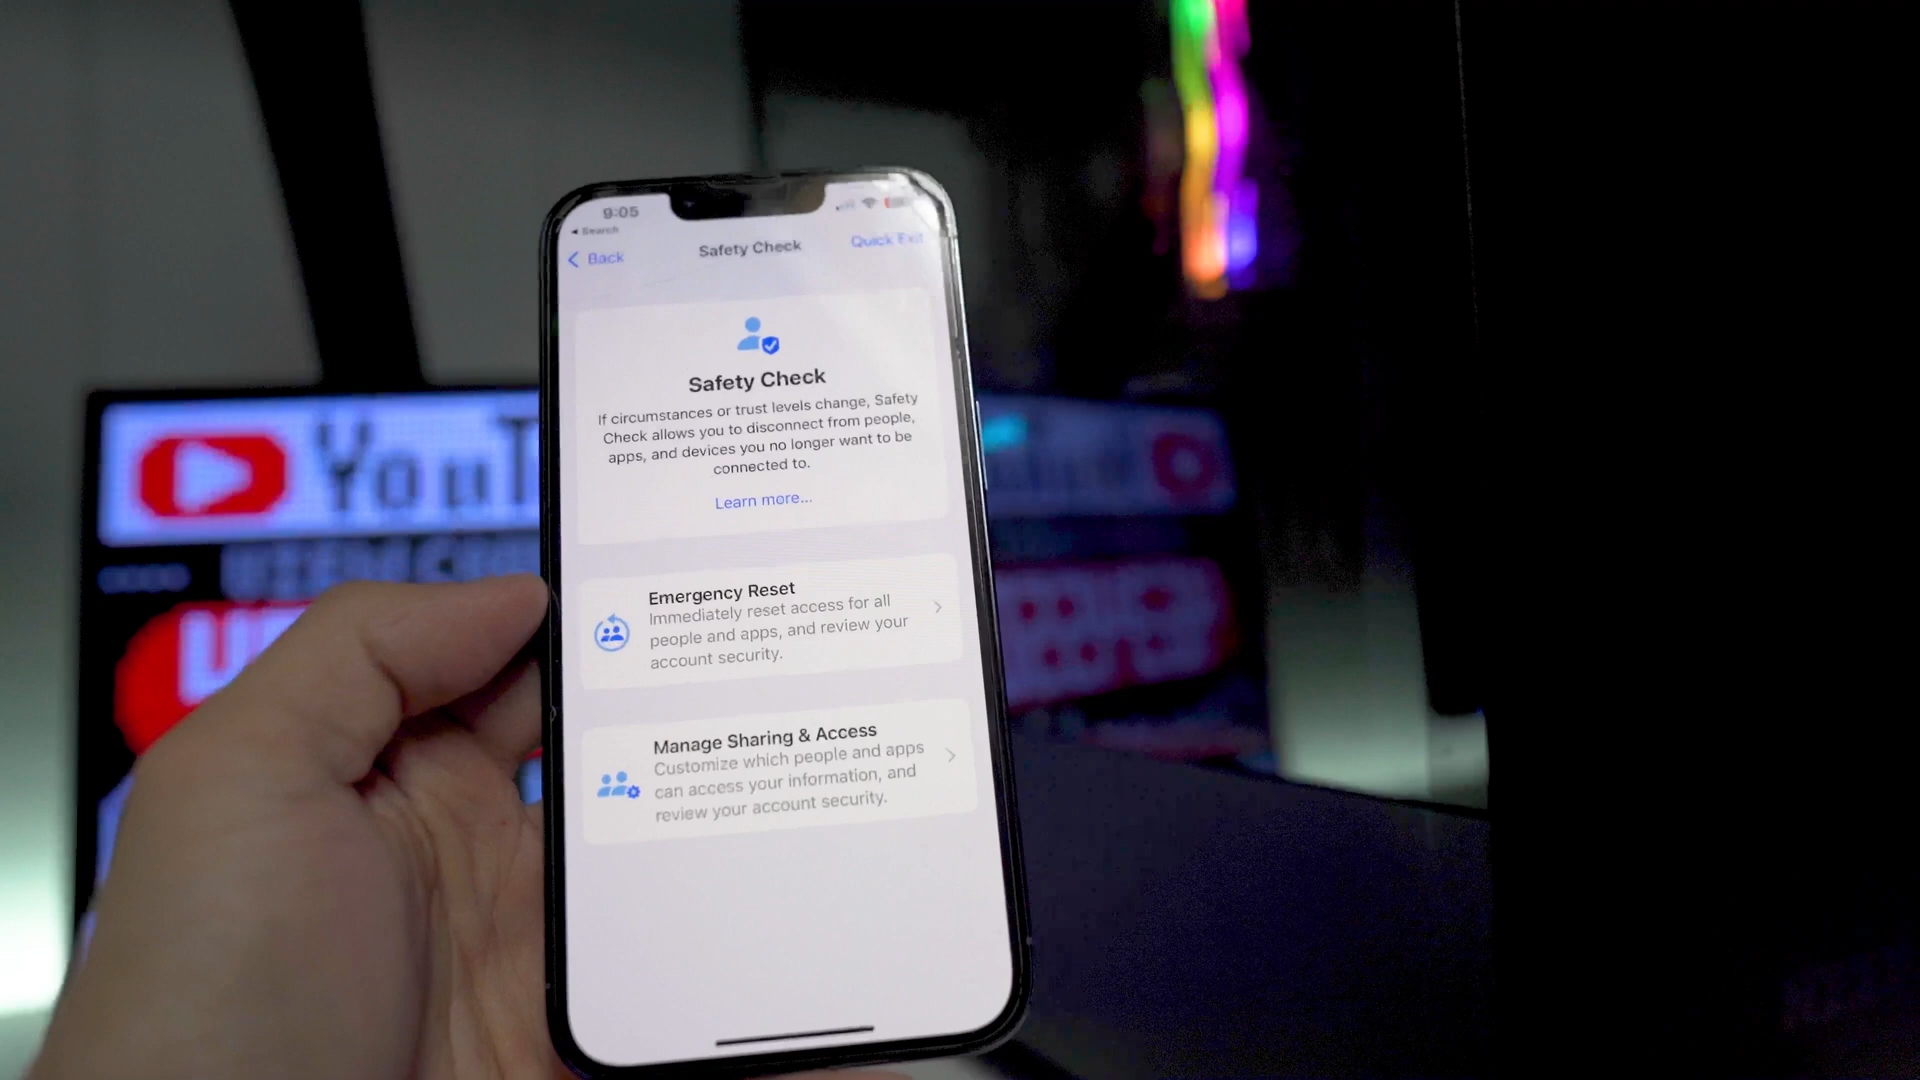 9:05
◂ Search
Back
Safety Check
Quick Exit
Safety Check
If circumstances or trust levels change, Safety
Check allows you to disconnect from people,
apps, and devices you no longer want to be
connected to.
Learn more...
Emergency Reset
Immediately reset access for all
people and apps, and review your
account security.
Manage Sharing & Access
Customize which people and apps
can access your information, and
review your account security.
YouT